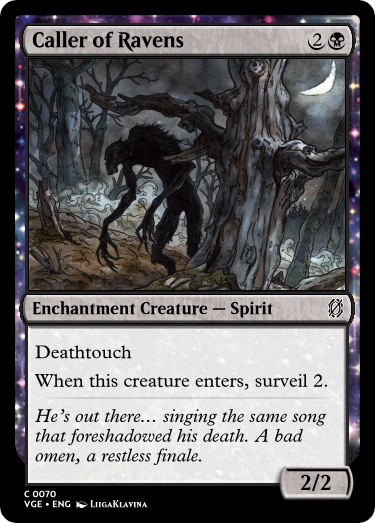 Caller of Ravens 2
Enchantment Creature — Spirit
Deathtouch
When this creature enters, surveil 2.
He's out there… singing the same song
that foreshadowed his death. A bad
omen, a restless finale.
2/2
C 0070
VGE • ENG LiigaKlavina